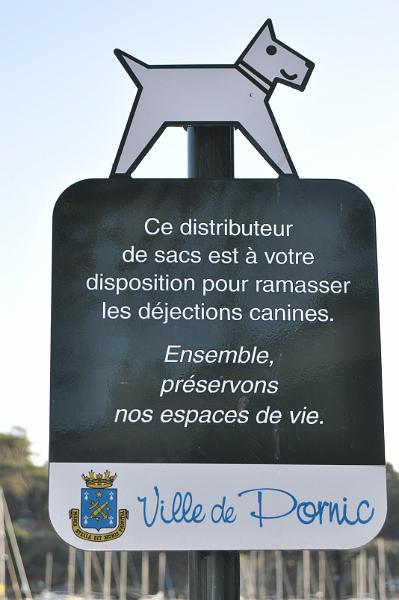 Ce distributeur
de sacs est à votre
disposition pour ramasser
les déjections canines.
Ensemble,
préservons
nos espaces de vie.
Ville de Pornic